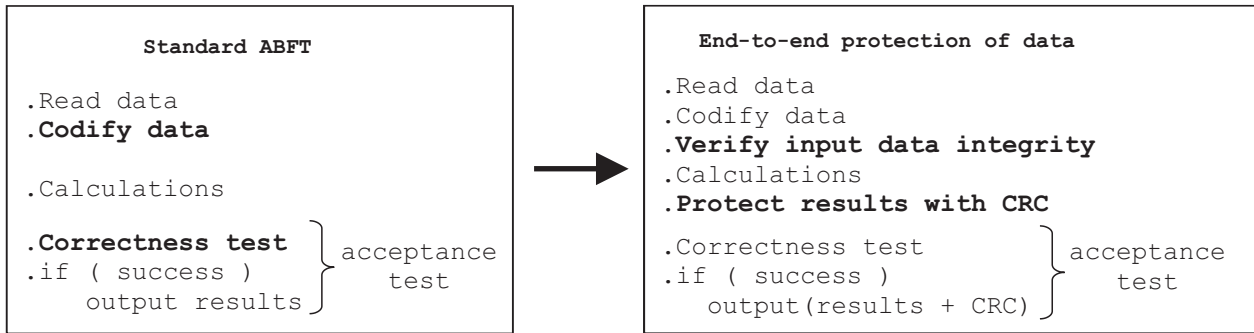 Standard ABFT
.Read data
.Codify data
.Calculations
.Correctness test
.if ( success )
output results
acceptance
test
End-to-end protection of data
.Read data
.Codify data
.Verify input data integrity
.Calculations
.Protect results with CRC
.Correctness test
.if ( success )
output(results + CRC)
acceptance
test